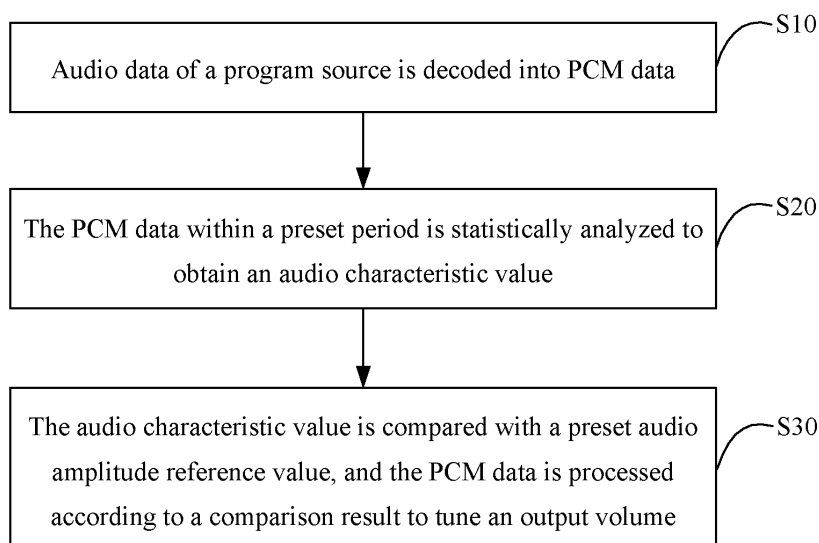 S10
Audio data of a program source is decoded into PCM data
S20
The PCM data within a preset period is statistically analyzed to
obtain an audio characteristic value
S30
The audio characteristic value is compared with a preset audio
amplitude reference value, and the PCM data is processed
according to a comparison result to tune an output volume